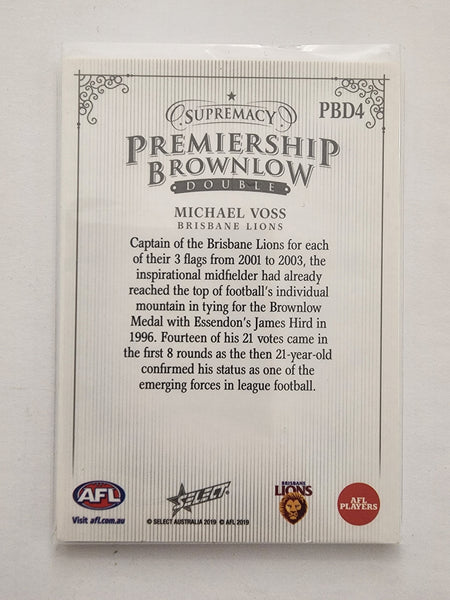 SUPREMACY
PBD4
PREMIERSHIP
BROWNLOW
DOUBLE
MICHAEL VOSS
BRISBANE LIONS
Captain of the Brisbane Lions for each
of their 3 flags from 2001 to 2003, the
inspirational midfielder had already
reached the top of football's individual
mountain in tying for the Brownlow
Medal with Essendon's James Hird in
1996. Fourteen of his 21 votes came in
the first 8 rounds as the then 21-year-old
confirmed his status as one of the
emerging forces in league football.
AFL
Visit afl.com.au
SELECT
© SELECT AUSTRALIA 2019 © AFL 2019
BRISBANE
LIONS
AFL
PLAYERS